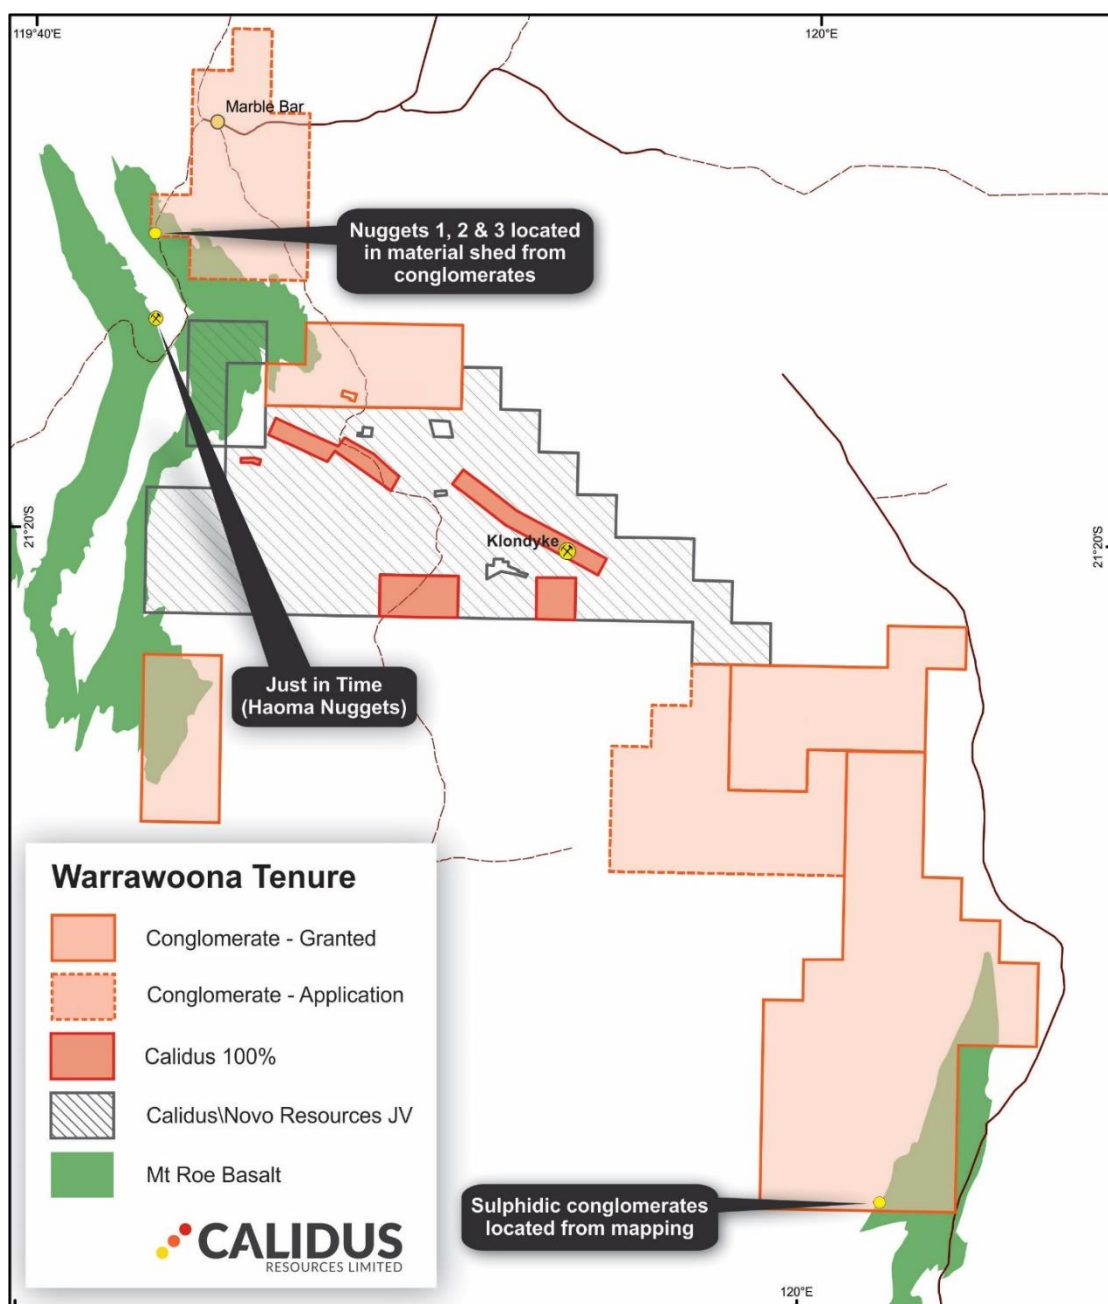 119°40'E
120°E
Marble Bar
Nuggets 1, 2 & 3 located
in material shed from
conglomerates
21°20'S
21°20'S
Klondyke
Just in Time
(Haoma Nuggets)
Warrawoona Tenure
Conglomerate - Granted
Conglomerate - Application
Calidus 100%
Calidus\Novo Resources JV
Mt Roe Basalt
CALIDUS
RESOURCES LIMITED
Sulphidic conglomerates
located from mapping
120°E